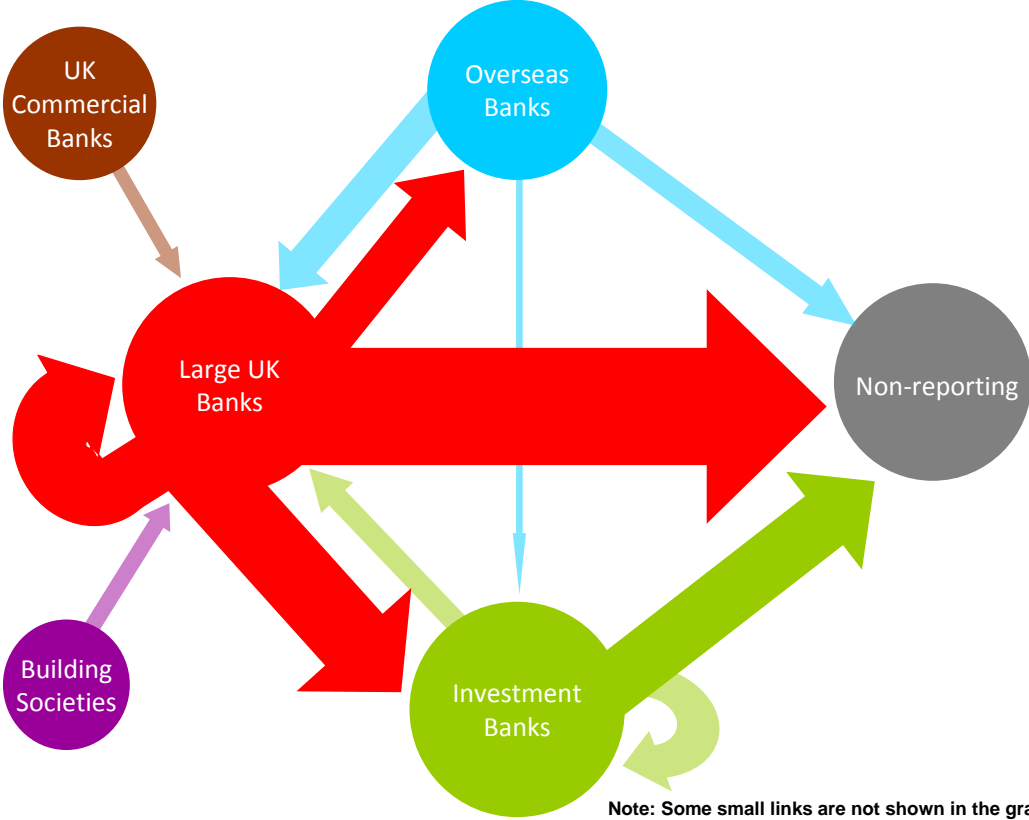 UK
Commercial
Banks
Overseas
Banks
Large UK
Banks
Non-reporting
Building
Societies
Investment
Banks
Note: Some small links are not shown in the gra